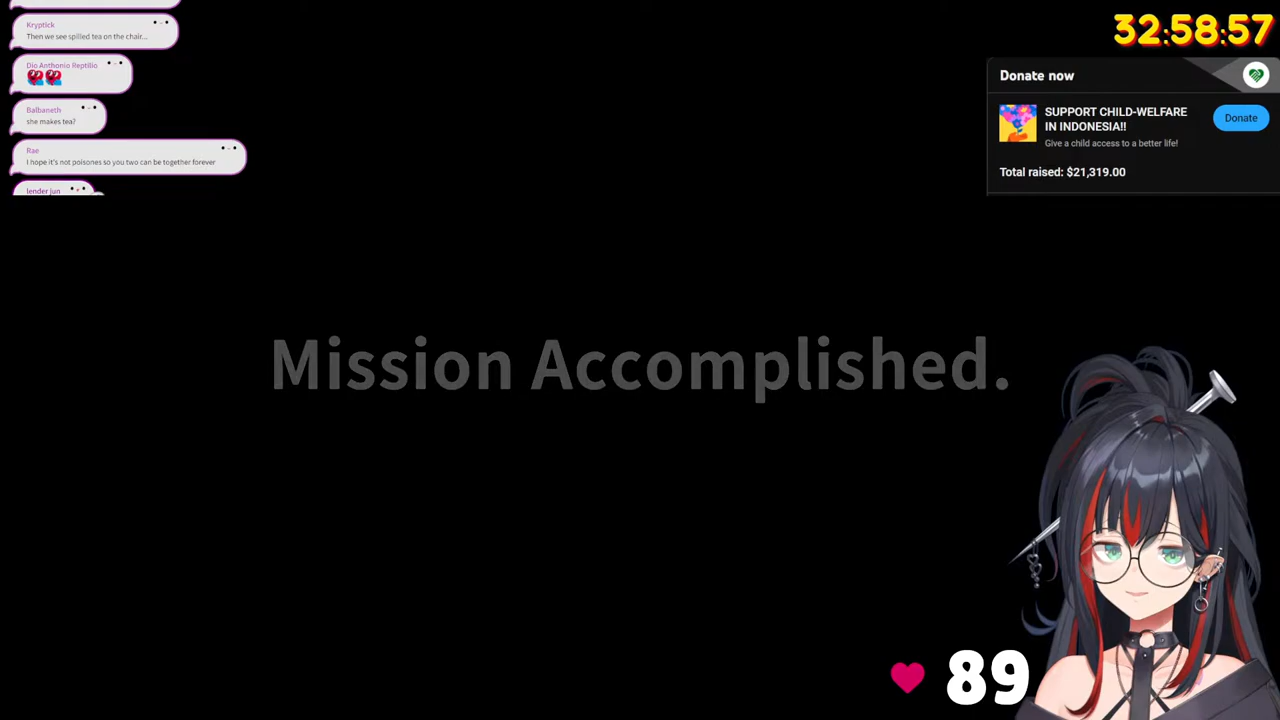 Kryptick
Then we see spilled tea on the chair...
Dio Anthonio Reptilio
Balbaneth
she makes tea?
Rae
I hope it's not poisones so you two can be together forever
lender jun
32:58:57
Donate now
SUPPORT CHILD-WELFARE
IN INDONESIA!!
Give a child access to a better life!
Donate
Total raised: $21,319.00
Mission Accomplished.
89